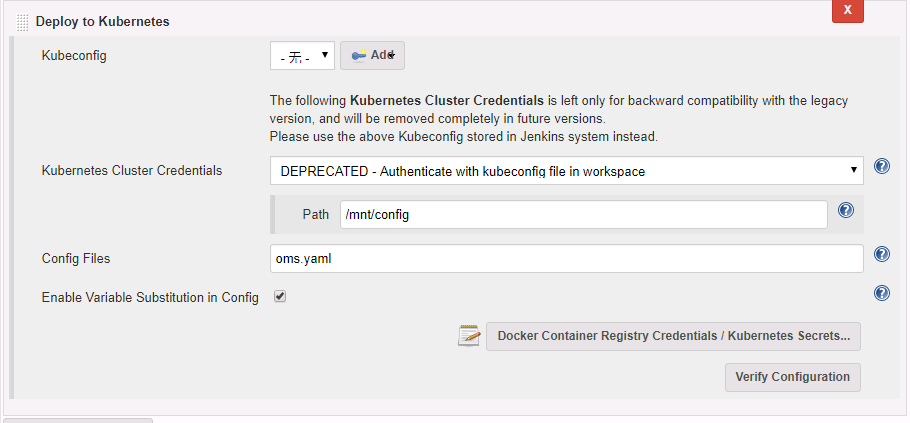 X
Deploy to Kubernetes
Kubeconfig
- 无 -
Add
The following Kubernetes Cluster Credentials is left only for backward compatibility with the legacy
version, and will be removed completely in future versions.
Please use the above Kubeconfig stored in Jenkins system instead.
Kubernetes Cluster Credentials
DEPRECATED - Authenticate with kubeconfig file in workspace
Path
/mnt/config
Config Files
oms.yaml
Enable Variable Substitution in Config
Docker Container Registry Credentials / Kubernetes Secrets...
Verify Configuration